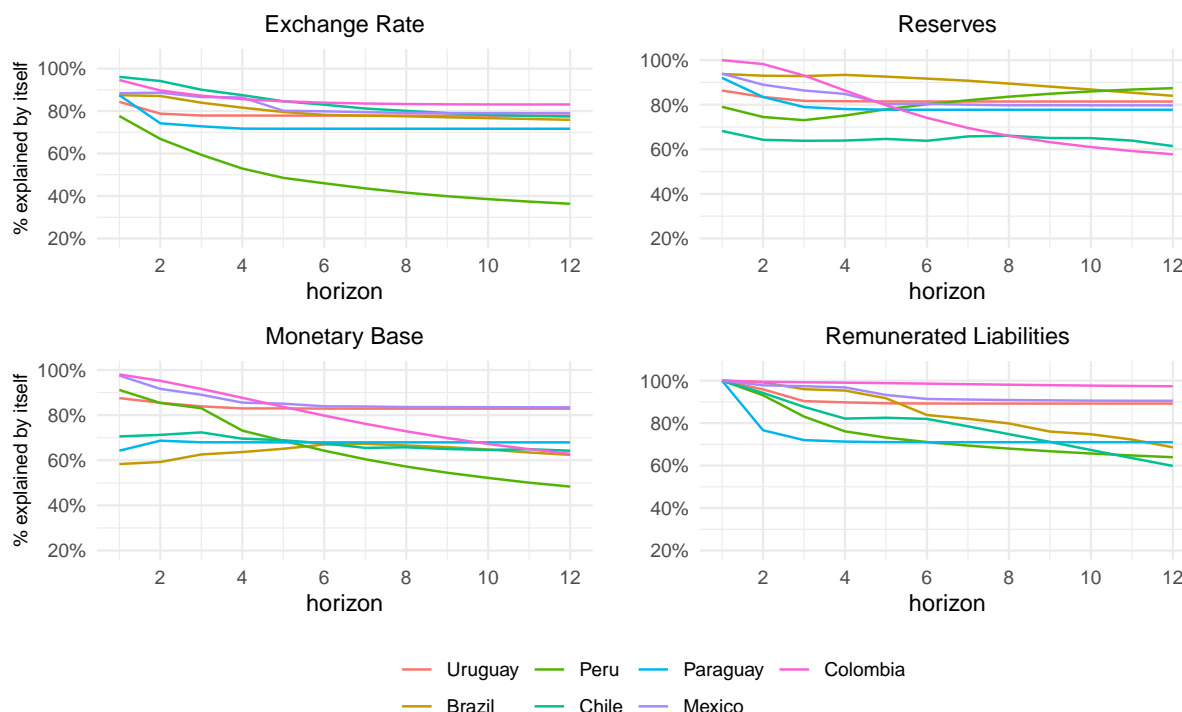 Exchange Rate
% explained by itself
100%
80%
60%
40%
20%
2 4 6 8 10 12
horizon
Reserves
100%
80%
60%
40%
20%
2 4 6 8 10 12
horizon
Monetary Base
% explained by itself
100%
80%
60%
40%
20%
2 4 6 8 10 12
horizon
Remunerated Liabilities
100%
80%
60%
40%
20%
2 4 6 8 10 12
horizon
Uruguay Peru Paraguay Colombia
Brazil Chile Mexico